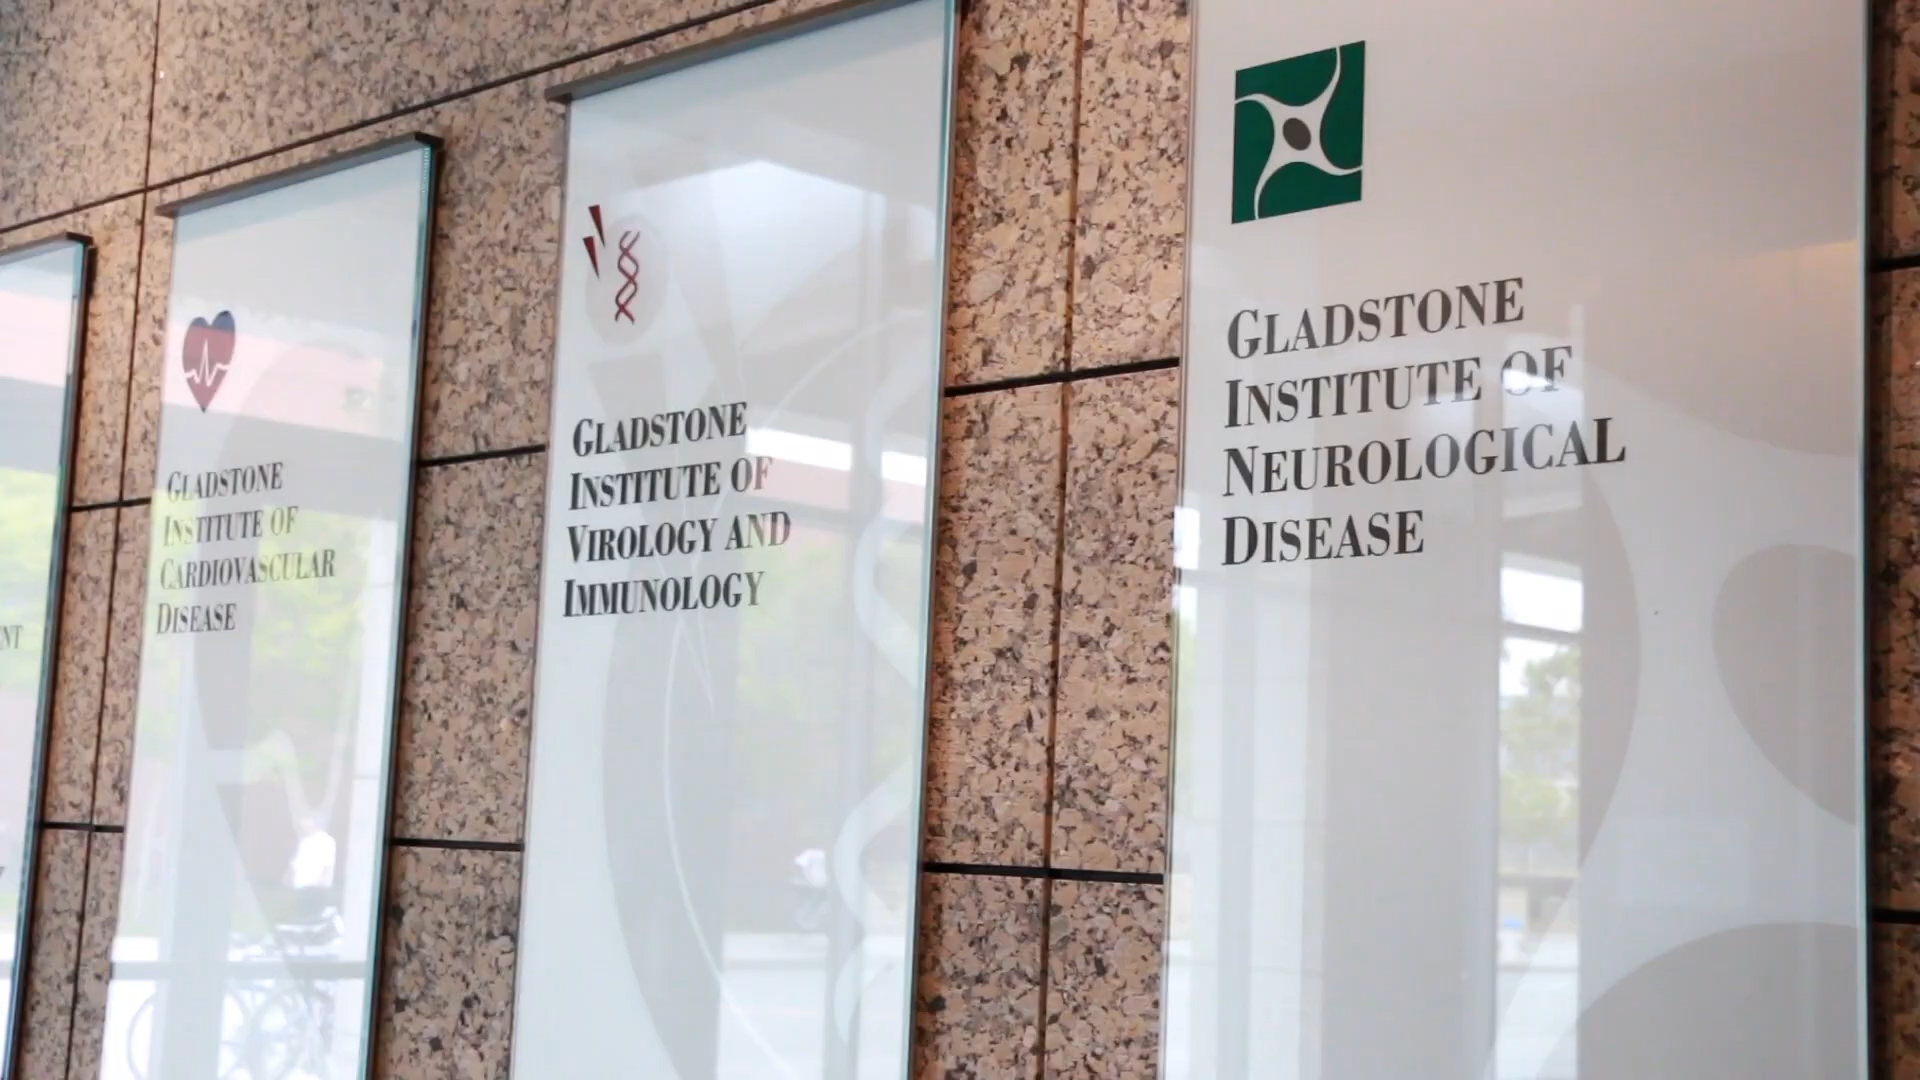 GLADSTONE
INSTITUTE OF
CARDIOVASCULAR
DISEASE
GLADSTONE
INSTITUTE OF
VIROLOGY AND
IMMUNOLOGY
GLADSTONE
INSTITUTE OF
NEUROLOGICAL
DISEASE